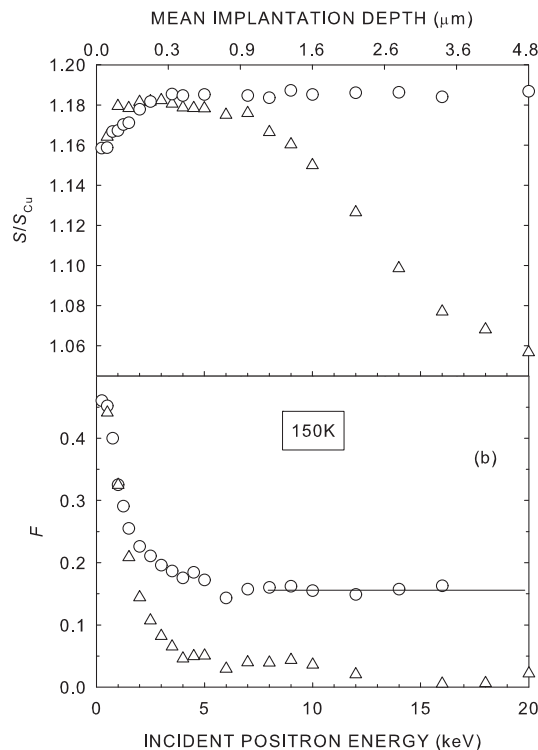 MEAN IMPLANTATION DEPTH (μm)
0.0 0.3 0.9 1.6 2.6 3.6 4.8
1.20
1.18
1.16
1.14
1.12
1.10
1.08
1.06
S/S_Cu
150K
(b)
0.4
0.3
0.2
0.1
0.0
F
0 5 10 15 20
INCIDENT POSITRON ENERGY (keV)